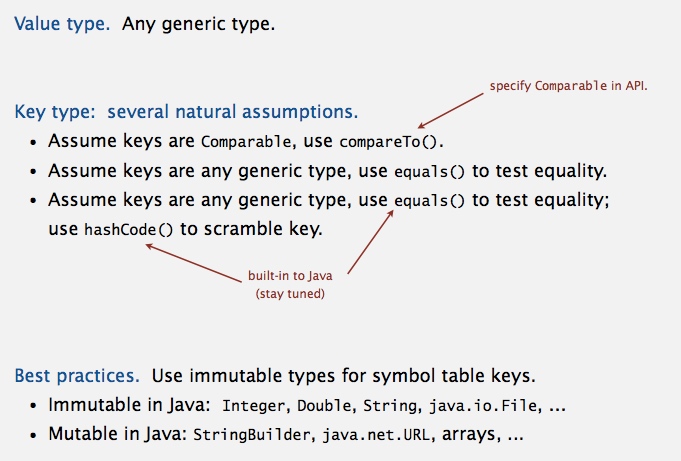 Value type. Any generic type.
specify Comparable in API.
Key type: several natural assumptions.
• Assume keys are Comparable, use compareTo().
• Assume keys are any generic type, use equals() to test equality.
• Assume keys are any generic type, use equals() to test equality;
use hashCode() to scramble key.
built-in to Java
(stay tuned)
Best practices. Use immutable types for symbol table keys.
• Immutable in Java: Integer, Double, String, java.io.File, …
• Mutable in Java: StringBuilder, java.net.URL, arrays, …